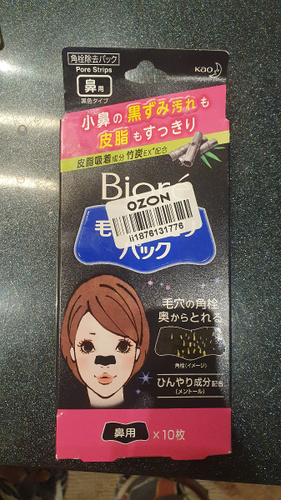 角栓除去パック
Pore Strips
kao
鼻用
黒色タイプ
小鼻の黒ずみ汚れも
皮脂もすっきり
皮脂吸着成分 竹炭EX*配合
Bioré
OZON
ii1876131776
毛
パック
毛穴の角栓
奥からとれる
角栓(イメージ)
ひんやり成分配合
(メントール)
鼻用 ×10枚